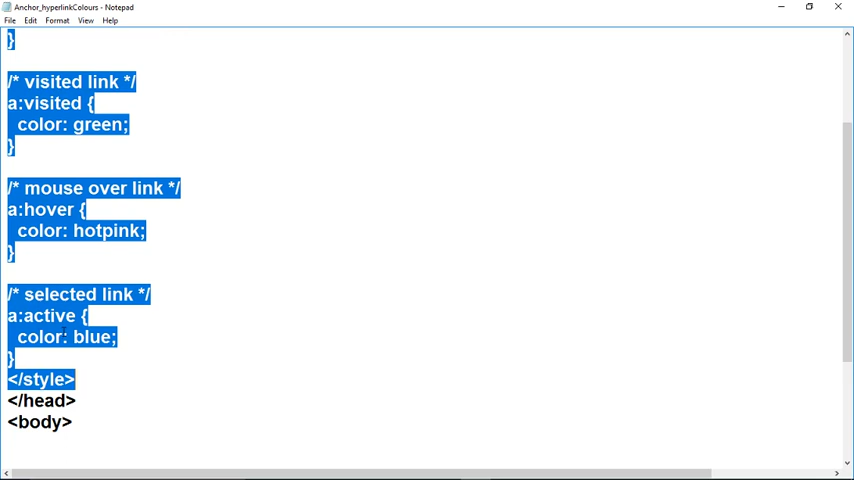 Anchor_hyperlinkColours - Notepad
File Edit Format View Help
}
/* visited link */
a:visited {
color: green;
}
/* mouse over link */
a:hover {
color: hotpink;
}
/* selected link */
a:active {
color: blue;
}
</style>
</head>
<body>